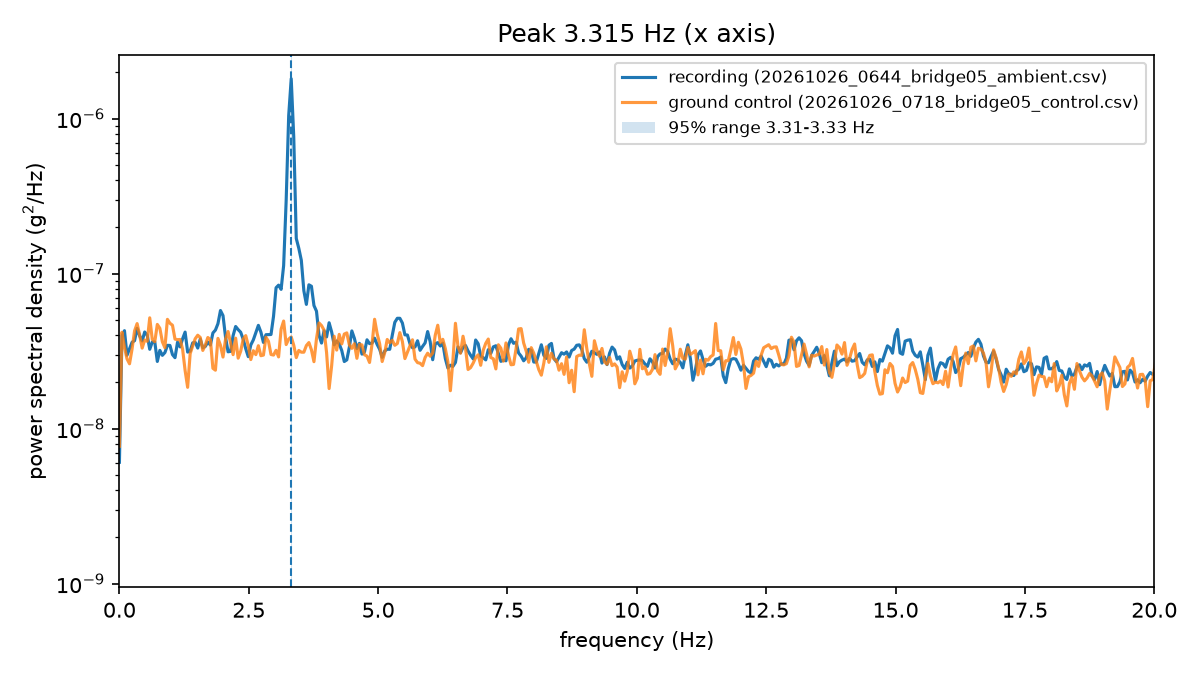 Peak 3.315 Hz (x axis)
recording (20261026_0644_bridge05_ambient.csv)
ground control (20261026_0718_bridge05_control.csv)
95% range 3.31-3.33 Hz
power spectral density (g²/Hz)
10⁻⁶
10⁻⁷
10⁻⁸
10⁻⁹
0.0 2.5 5.0 7.5 10.0 12.5 15.0 17.5 20.0
frequency (Hz)